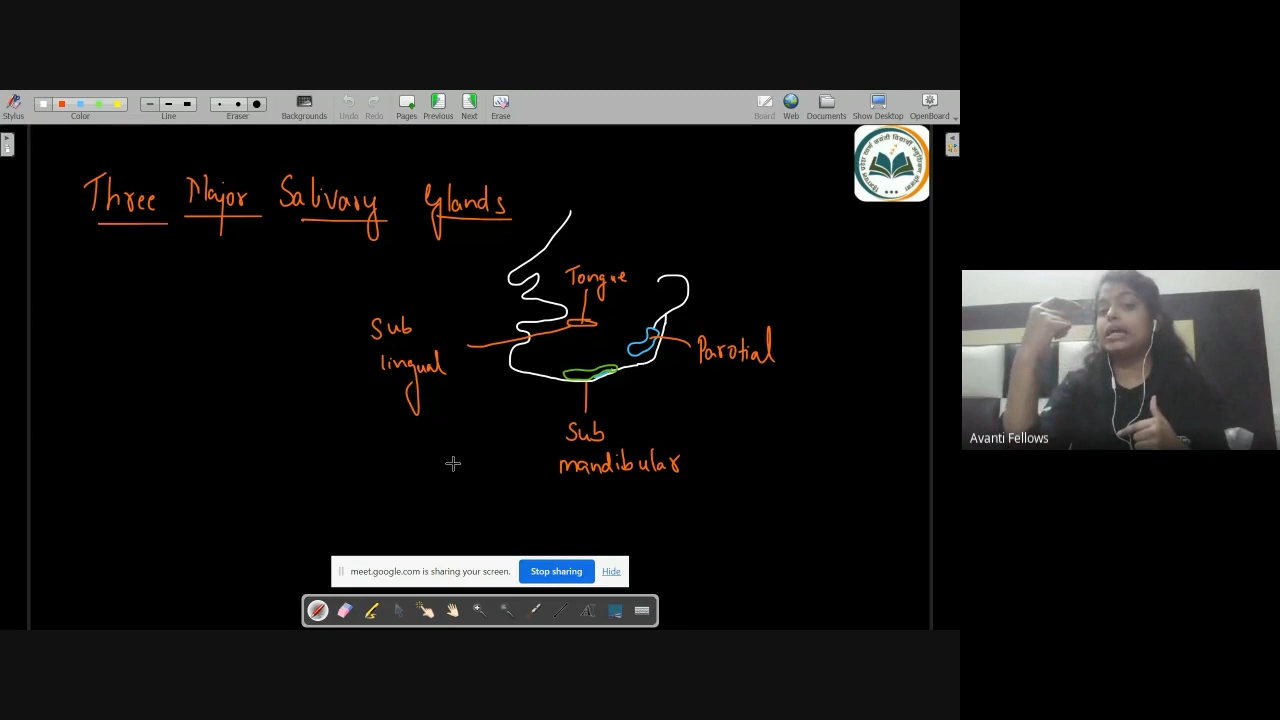 Stylus
Color
Line
Eraser
Backgrounds
Undo
Redo
Pages
Previous
Next
Erase
Board
Web
Documents
Show Desktop
OpenBoard
Three Major Salivary Glands
Tongue
Sub
lingual
Parotial
Sub
mandibular
Avanti Fellows
meet.google.com is sharing your screen.
Stop sharing
Hide